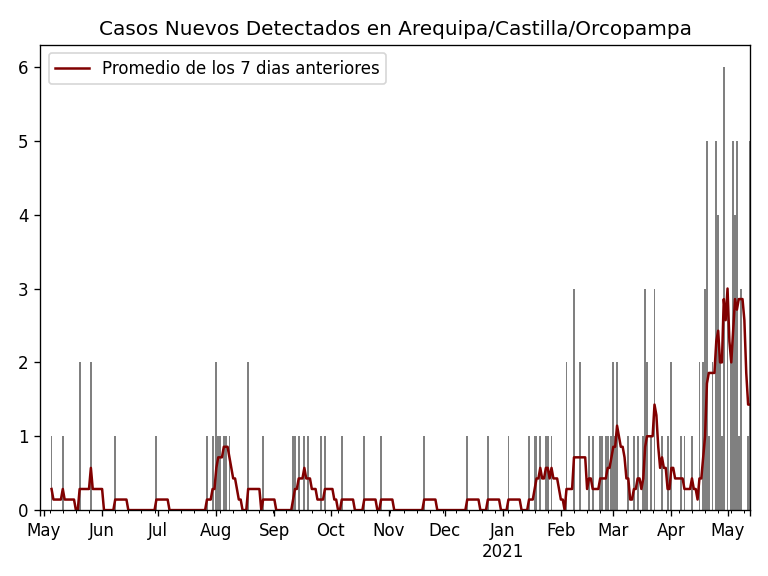 Casos Nuevos Detectados en Arequipa/Castilla/Orcopampa
Promedio de los 7 dias anteriores
6
5
4
3
2
1
0
May Jun Jul Aug Sep Oct Nov Dec Jan Feb Mar Apr May
2021